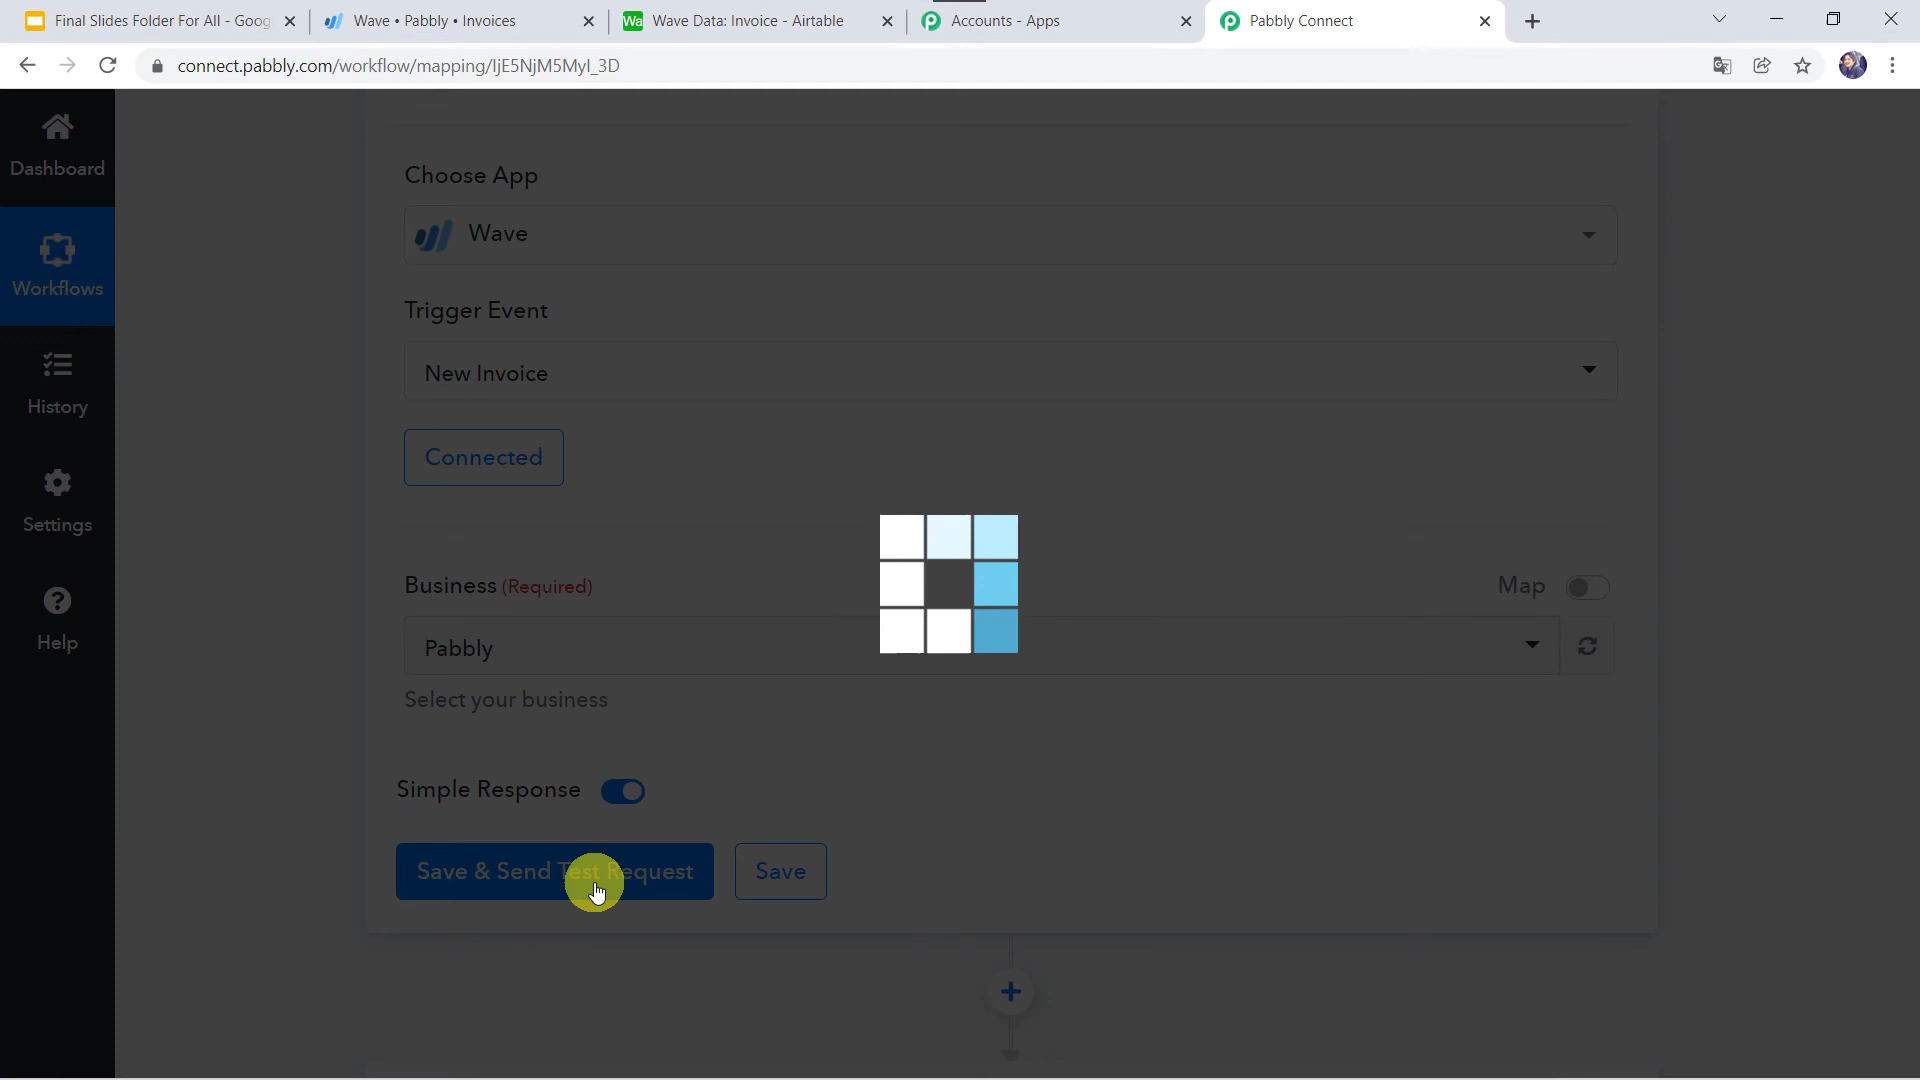 Final Slides Folder For All - Goog
Wave • Pabbly • Invoices
Wa
Wave Data: Invoice - Airtable
Accounts - Apps
Pabbly Connect
connect.pabbly.com/workflow/mapping/IjE5NjM5MyI_3D
Dashboard
Workflows
History
Settings
Help
Choose App
Wave
Trigger Event
New Invoice
Connected
Business (Required)
Map
Pabbly
Select your business
Simple Response
Save & Send Test Request
Save